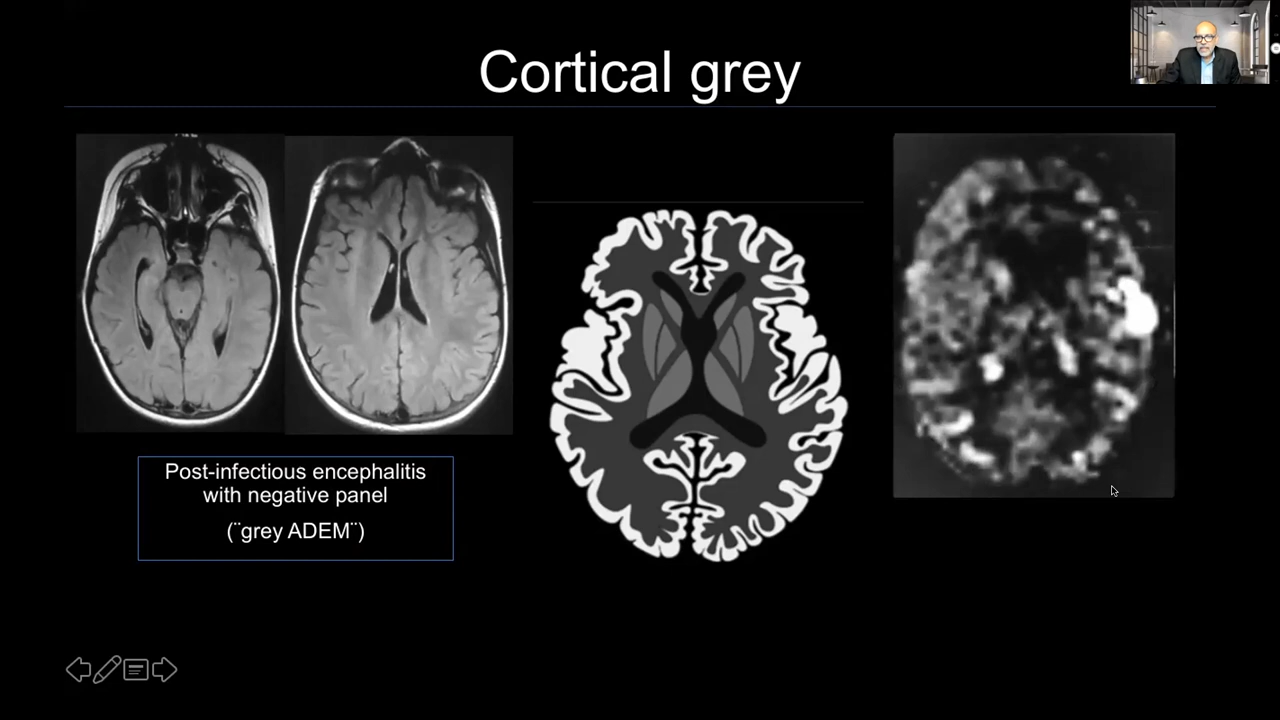 Cortical grey
Post-infectious encephalitis
with negative panel
(¨grey ADEM¨)